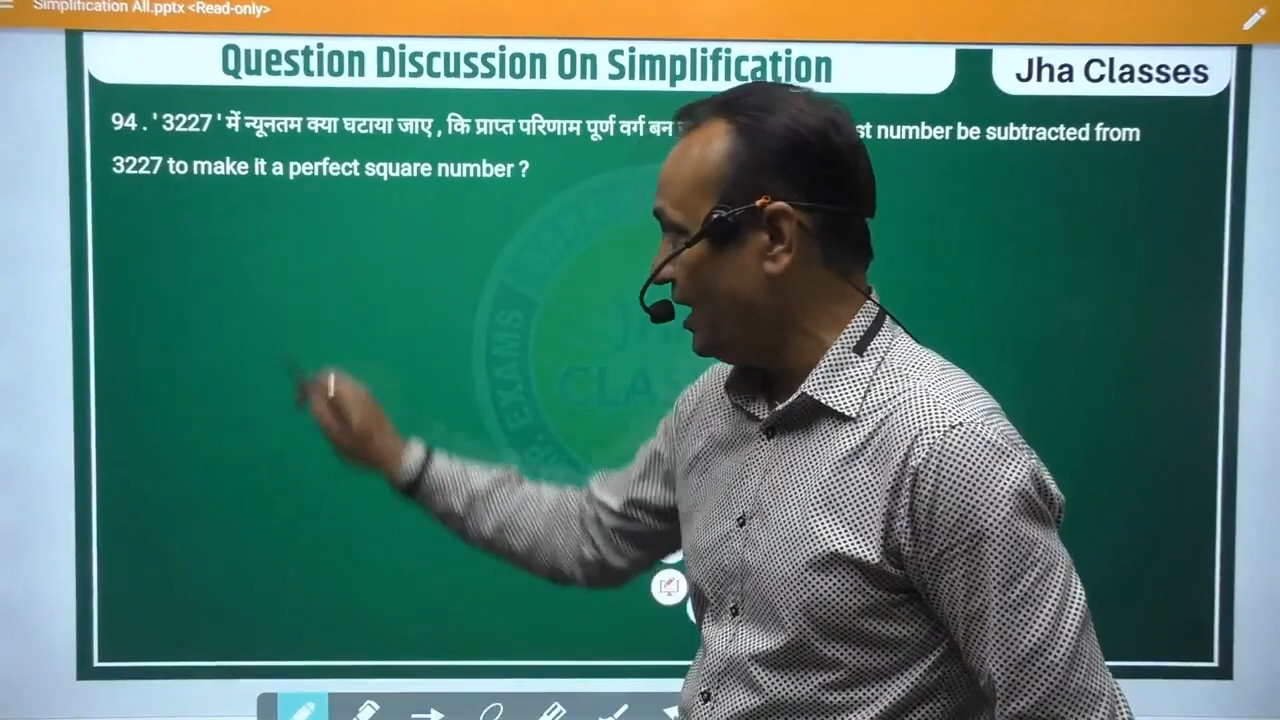 Simplification All.pptx <Read-only>
Question Discussion On Simplification
Jha Classes
94 . ' 3227 ' में न्यूनतम क्या घटाया जाए , कि प्राप्त परिणाम पूर्ण वर्ग बन st number be subtracted from
3227 to make it a perfect square number ?
EXAMS